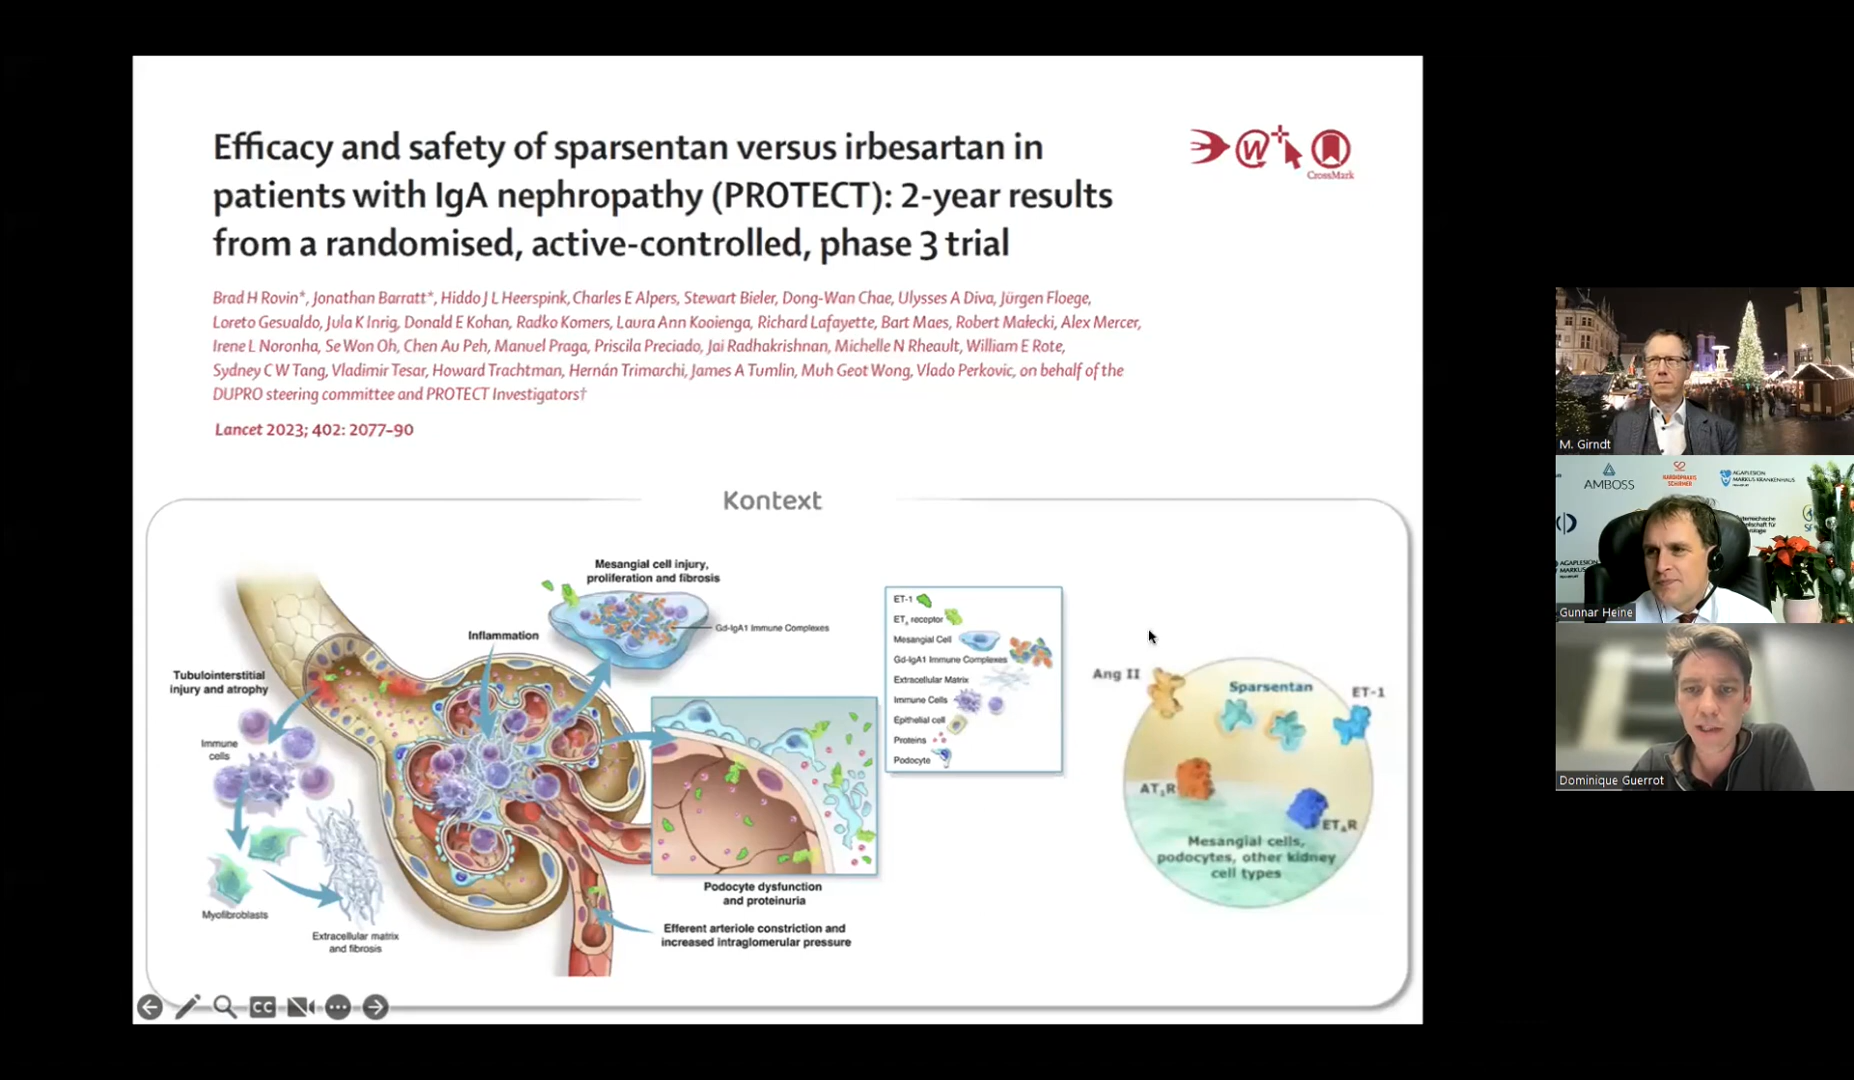 Efficacy and safety of sparsentan versus irbesartan in
patients with IgA nephropathy (PROTECT): 2-year results
from a randomised, active-controlled, phase 3 trial
W
CrossMark
Brad H Rovin*, Jonathan Barratt*, Hiddo J L Heerspink, Charles E Alpers, Stewart Bieler, Dong-Wan Chae, Ulysses A Diva, Jürgen Floege,
Loreto Gesualdo, Jula K Inrig, Donald E Kohan, Radko Komers, Laura Ann Kooienga, Richard Lafayette, Bart Maes, Robert Małecki, Alex Mercer,
Irene L Noronha, Se Won Oh, Chen Au Peh, Manuel Praga, Priscila Preciado, Jai Radhakrishnan, Michelle N Rheault, William E Rote,
Sydney C W Tang, Vladimir Tesar, Howard Trachtman, Hernán Trimarchi, James A Tumlin, Muh Geot Wong, Vlado Perkovic, on behalf of the
DUPRO steering committee and PROTECT Investigators†
Lancet 2023; 402: 2077–90
Kontext
Mesangial cell injury,
proliferation and fibrosis
Gd-IgA1 Immune Complexes
Inflammation
Tubulointerstitial
injury and atrophy
Immune
cells
Myofibroblasts
Extracellular matrix
and fibrosis
Podocyte dysfunction
and proteinuria
Efferent arteriole constriction and
increased intraglomerular pressure
ET-1
ETA receptor
Mesangial Cell
Gd-IgA1 Immune Complexes
Extracellular Matrix
Immune Cells
Epithelial cell
Proteins
Podocyte
Ang II
Sparsentan
ET-1
AT₁R
ETAR
Mesangial cells,
podocytes, other kidney
cell types
CC
M. Girndt
AMBOSS
KARDIOPRAXIS
SCHIRMER
AGAPLESION
MARKUS KRANKENHAUS
AGAPLESION
MARKUS
Gunnar Heine
Dominique Guerrot